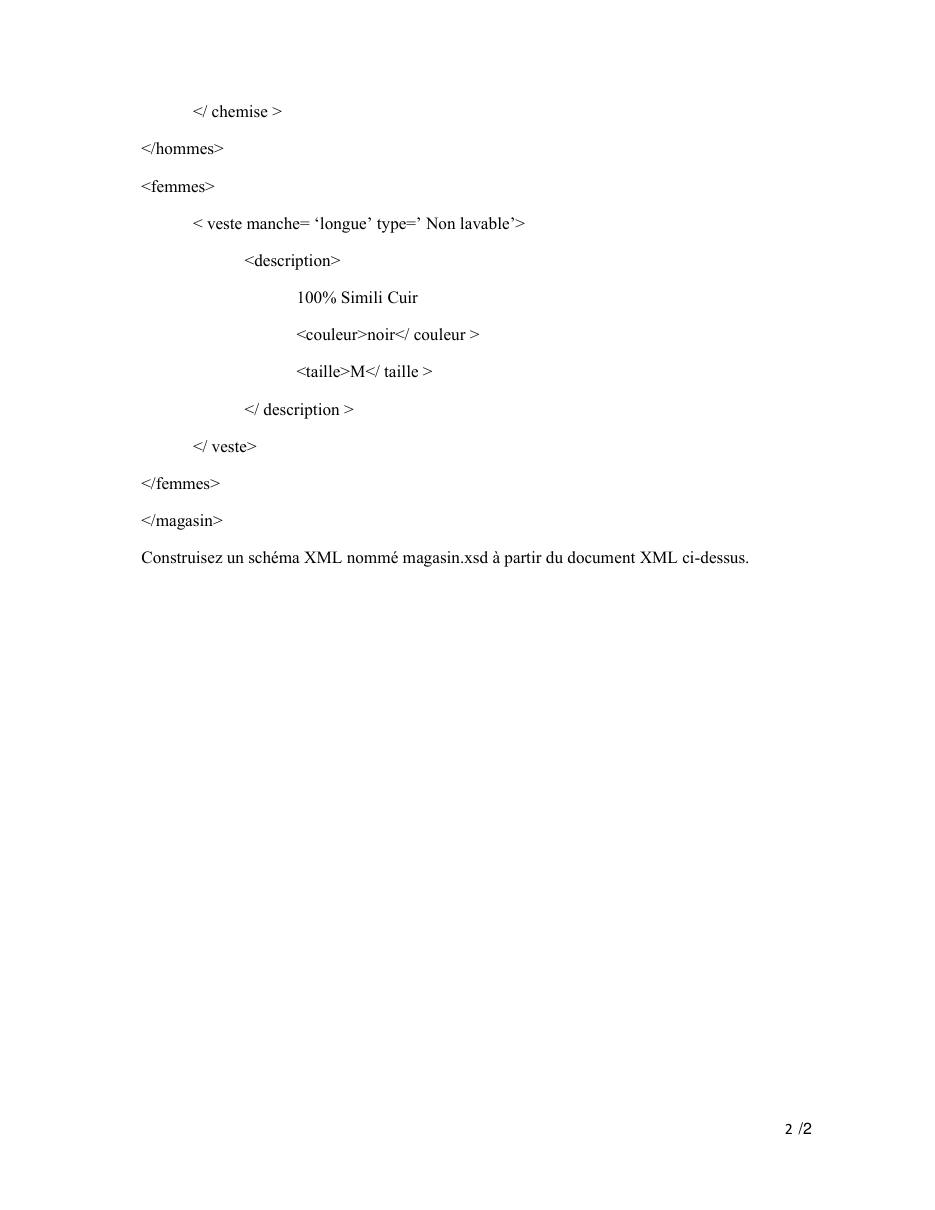 </ chemise >
</hommes>
<femmes>
< veste manche= ‘longue’ type=’ Non lavable’>
<description>
100% Simili Cuir
<couleur>noir</ couleur >
<taille>M</ taille >
</ description >
</ veste>
</femmes>
</magasin>
Construisez un schéma XML nommé magasin.xsd à partir du document XML ci-dessus.
2 /2